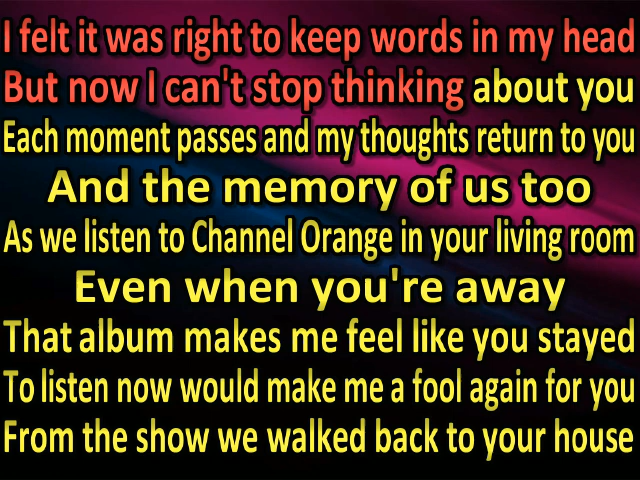 I felt it was right to keep words in my head
But now I can't stop thinking about you
Each moment passes and my thoughts return to you
And the memory of us too
As we listen to Channel Orange in your living room
Even when you're away
That album makes me feel like you stayed
To listen now would make me a fool again for you
From the show we walked back to your house